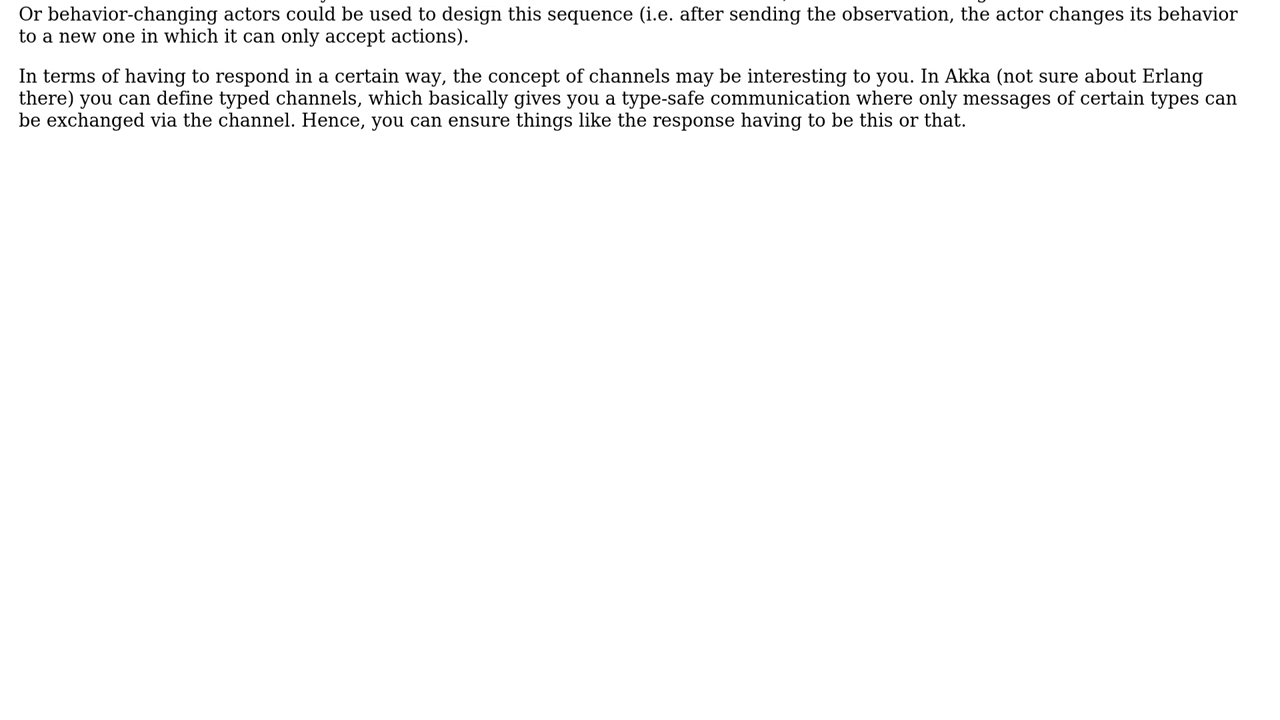 Or behavior-changing actors could be used to design this sequence (i.e. after sending the observation, the actor changes its behavior
to a new one in which it can only accept actions).
In terms of having to respond in a certain way, the concept of channels may be interesting to you. In Akka (not sure about Erlang
there) you can define typed channels, which basically gives you a type-safe communication where only messages of certain types can
be exchanged via the channel. Hence, you can ensure things like the response having to be this or that.